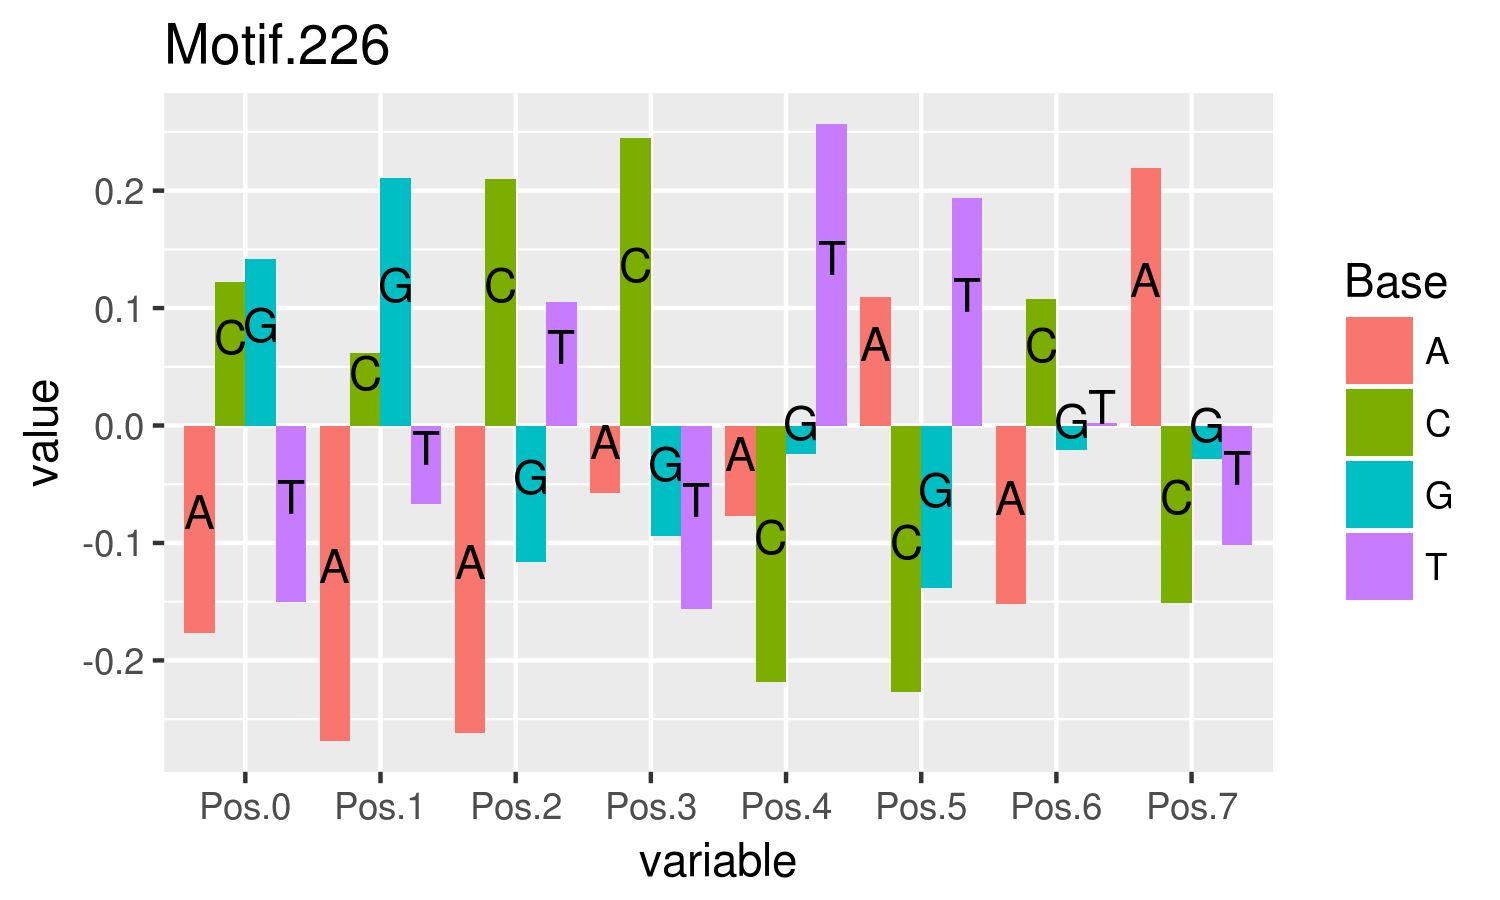 Motif.226
value
0.2
0.1
0.0
-0.1
-0.2
A C G T
A C G T
A C G T
A C G T
A C G T
A C G T
A C G T
A C G T
Pos.0 Pos.1 Pos.2 Pos.3 Pos.4 Pos.5 Pos.6 Pos.7
variable
Base
A
C
G
T